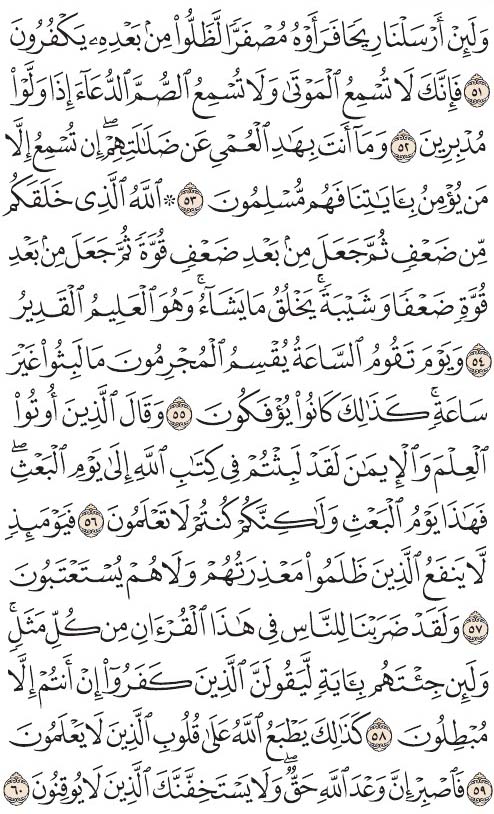 وَلَئِنْ أَرْسَلْنَا رِيحًا فَرَأَوْهُ مُصْفَرًّا لَّظَلُّوا۟ مِنۢ بَعْدِهِۦ يَكْفُرُونَ
٥١ فَإِنَّكَ لَا تُسْمِعُ ٱلْمَوْتَىٰ وَلَا تُسْمِعُ ٱلصُّمَّ ٱلدُّعَآءَ إِذَا وَلَّوْا۟
مُدْبِرِينَ ٥٢ وَمَآ أَنتَ بِهَٰدِ ٱلْعُمْىِ عَن ضَلَٰلَتِهِمْ ۖ إِن تُسْمِعُ إِلَّا
مَن يُؤْمِنُ بِـَٔايَٰتِنَا فَهُم مُّسْلِمُونَ ٥٣ ۞ ٱللَّهُ ٱلَّذِى خَلَقَكُم
مِّن ضَعْفٍ ثُمَّ جَعَلَ مِنۢ بَعْدِ ضَعْفٍ قُوَّةً ثُمَّ جَعَلَ مِنۢ بَعْدِ
قُوَّةٍ ضَعْفًا وَشَيْبَةً ۚ يَخْلُقُ مَا يَشَآءُ ۖ وَهُوَ ٱلْعَلِيمُ ٱلْقَدِيرُ
٥٤ وَيَوْمَ تَقُومُ ٱلسَّاعَةُ يُقْسِمُ ٱلْمُجْرِمُونَ مَا لَبِثُوا۟ غَيْرَ
سَاعَةٍ ۚ كَذَٰلِكَ كَانُوا۟ يُؤْفَكُونَ ٥٥ وَقَالَ ٱلَّذِينَ أُوتُوا۟
ٱلْعِلْمَ وَٱلْإِيمَٰنَ لَقَدْ لَبِثْتُمْ فِى كِتَٰبِ ٱللَّهِ إِلَىٰ يَوْمِ ٱلْبَعْثِ ۖ
فَهَٰذَا يَوْمُ ٱلْبَعْثِ وَلَٰكِنَّكُمْ كُنتُمْ لَا تَعْلَمُونَ ٥٦ فَيَوْمَئِذٍ
لَّا يَنفَعُ ٱلَّذِينَ ظَلَمُوا۟ مَعْذِرَتُهُمْ وَلَا هُمْ يُسْتَعْتَبُونَ
٥٧ وَلَقَدْ ضَرَبْنَا لِلنَّاسِ فِى هَٰذَا ٱلْقُرْءَانِ مِن كُلِّ مَثَلٍ ۚ
وَلَئِن جِئْتَهُم بِـَٔايَةٍ لَّيَقُولَنَّ ٱلَّذِينَ كَفَرُوٓا۟ إِنْ أَنتُمْ إِلَّا
مُبْطِلُونَ ٥٨ كَذَٰلِكَ يَطْبَعُ ٱللَّهُ عَلَىٰ قُلُوبِ ٱلَّذِينَ لَا يَعْلَمُونَ
٥٩ فَٱصْبِرْ إِنَّ وَعْدَ ٱللَّهِ حَقٌّ ۖ وَلَا يَسْتَخِفَّنَّكَ ٱلَّذِينَ لَا يُوقِنُونَ ٦٠